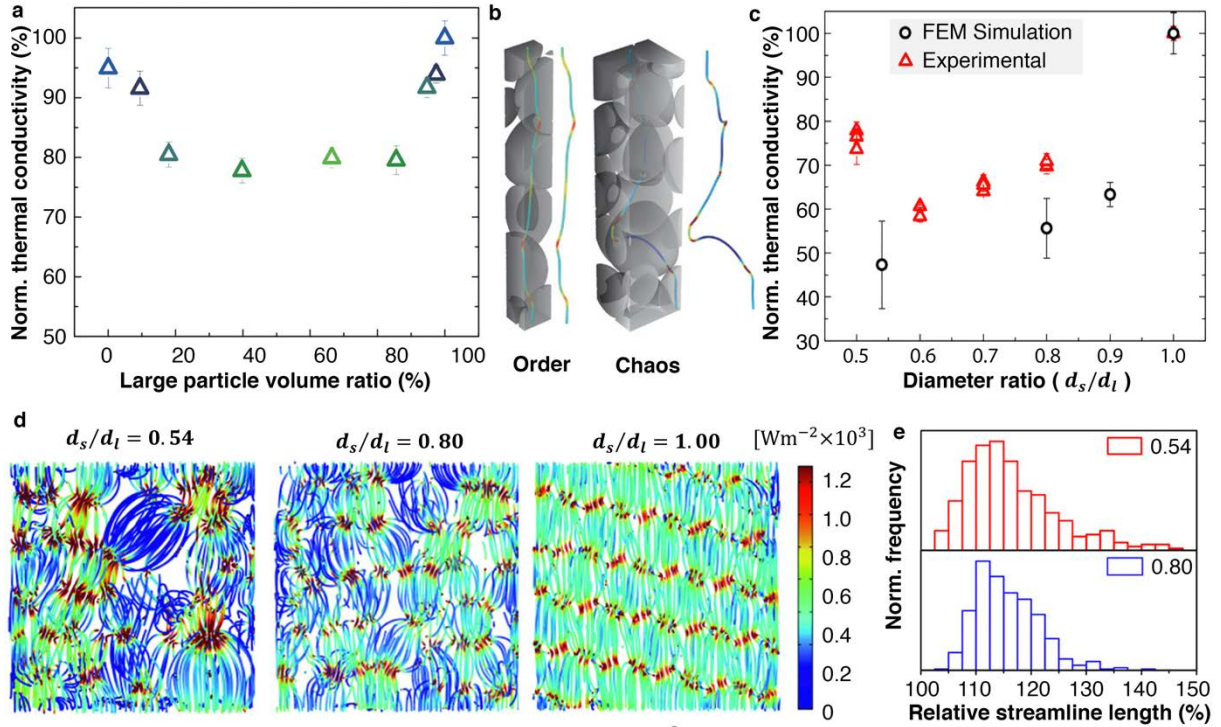 a
Norm. thermal conductivity (%)
100
90
80
70
60
50
0
20
40
60
80
100
Large particle volume ratio (%)
b
Order
Chaos
c
Norm. thermal conductivity (%)
100
90
80
70
60
50
40
30
FEM Simulation
Experimental
0.5
0.6
0.7
0.8
0.9
1.0
Diameter ratio ( d_s/d_l )
d
d_s/d_l = 0.54
d_s/d_l = 0.80
d_s/d_l = 1.00
[Wm⁻²×10³]
1.2
1.0
0.8
0.6
0.4
0.2
0
e
Norm. frequency
0.54
0.80
100
110
120
130
140
150
Relative streamline length (%)